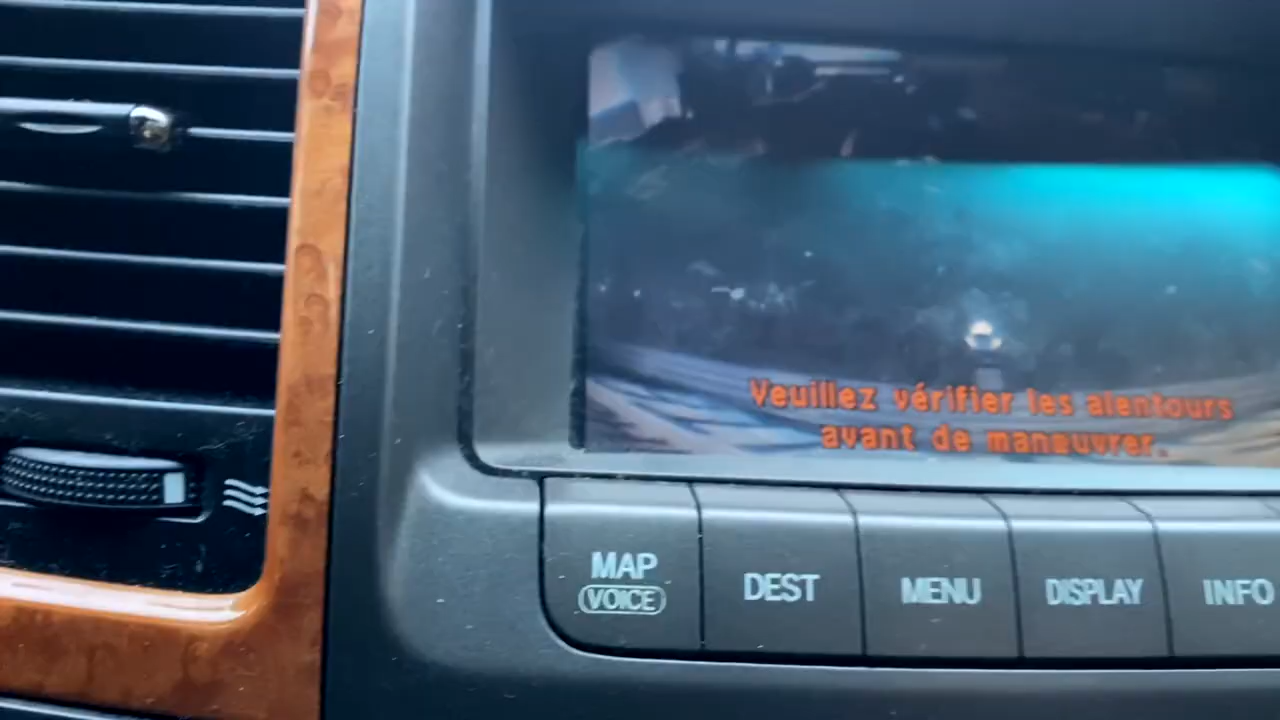 Veuillez vérifier les alentours
avant de manœuvrer.
MAP
VOICE
DEST
MENU
DISPLAY
INFO